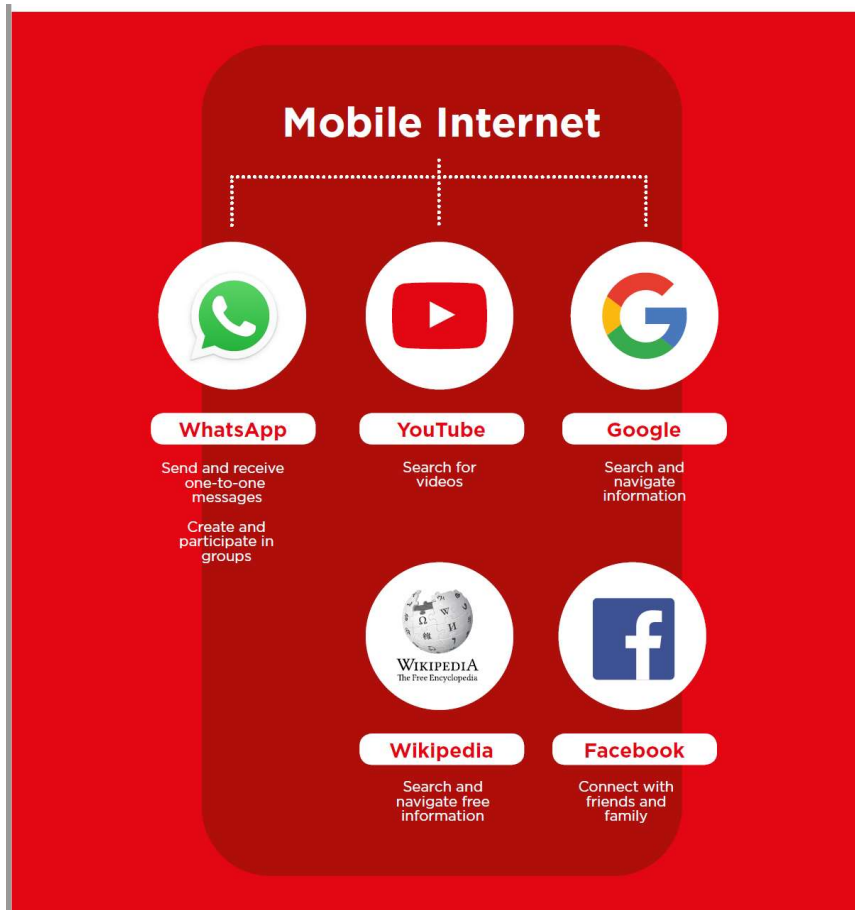 Mobile Internet
WhatsApp
Send and receive
one-to-one
messages
Create and
participate in
groups
YouTube
Search for
videos
Google
Search and
navigate
information
WIKIPEDIA
The Free Encyclopedia
Wikipedia
Search and
navigate free
information
Facebook
Connect with
friends and
family